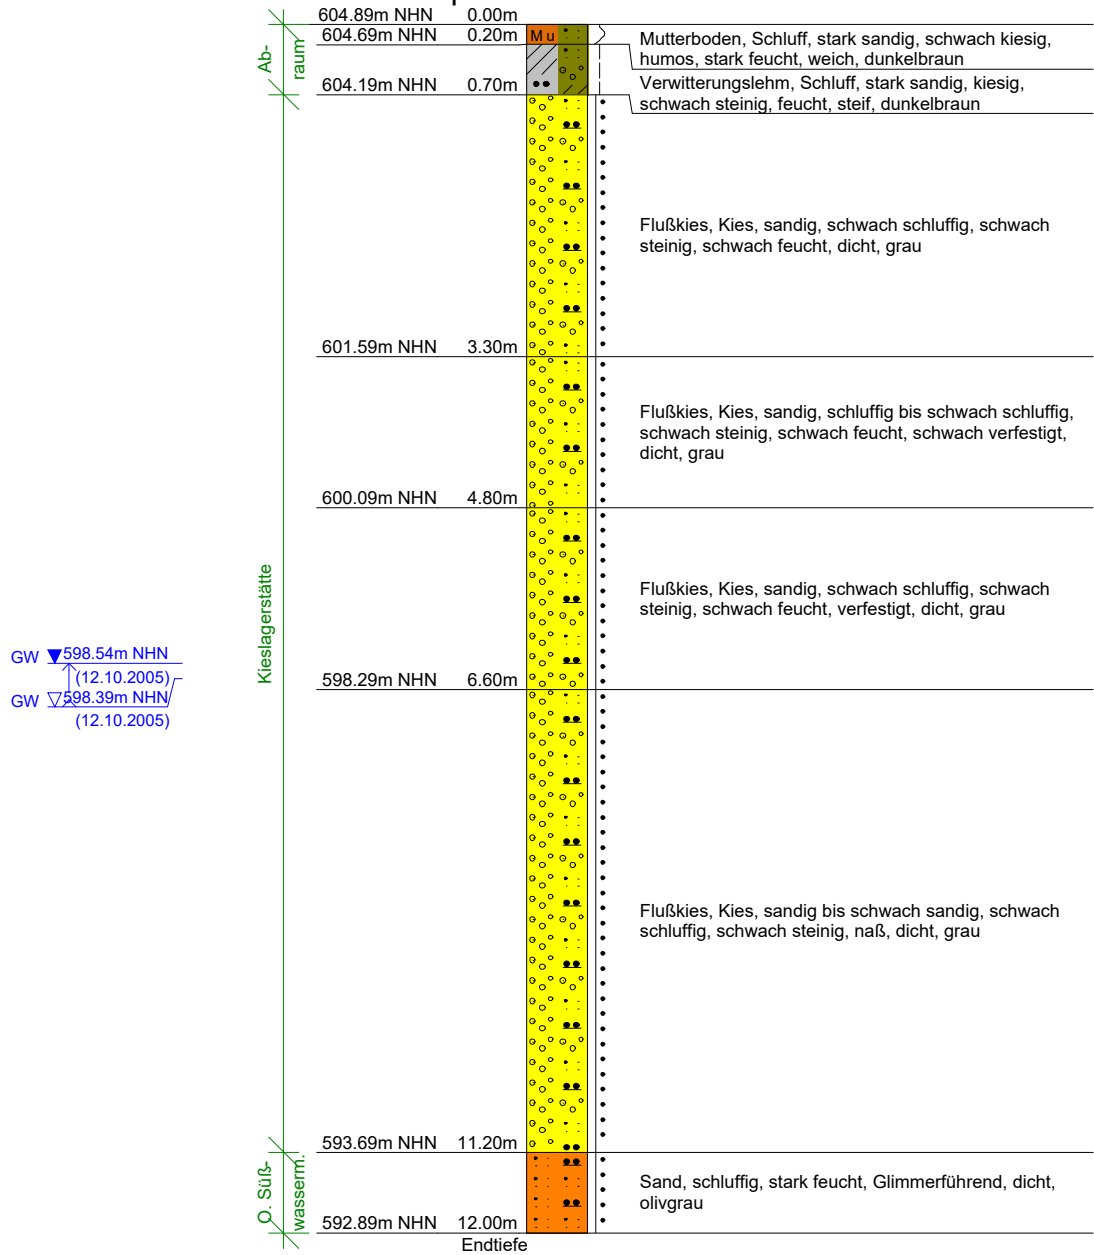 604.89m NHN 0.00m
604.69m NHN 0.20m
Mu
Mutterboden, Schluff, stark sandig, schwach kiesig,
humos, stark feucht, weich, dunkelbraun
Ab-
raum
604.19m NHN 0.70m
Verwitterungslehm, Schluff, stark sandig, kiesig,
schwach steinig, feucht, steif, dunkelbraun
Flußkies, Kies, sandig, schwach schluffig, schwach
steinig, schwach feucht, dicht, grau
601.59m NHN 3.30m
Flußkies, Kies, sandig, schluffig bis schwach schluffig,
schwach steinig, schwach feucht, schwach verfestigt,
dicht, grau
600.09m NHN 4.80m
Flußkies, Kies, sandig, schwach schluffig, schwach
steinig, schwach feucht, verfestigt, dicht, grau
Kieslagerstätte
GW 598.54m NHN
(12.10.2005)
GW 598.39m NHN
(12.10.2005)
598.29m NHN 6.60m
Flußkies, Kies, sandig bis schwach sandig, schwach
schluffig, schwach steinig, naß, dicht, grau
593.69m NHN 11.20m
O. Süß-
wasserm.
Sand, schluffig, stark feucht, Glimmerführend, dicht,
olivgrau
592.89m NHN 12.00m
Endtiefe